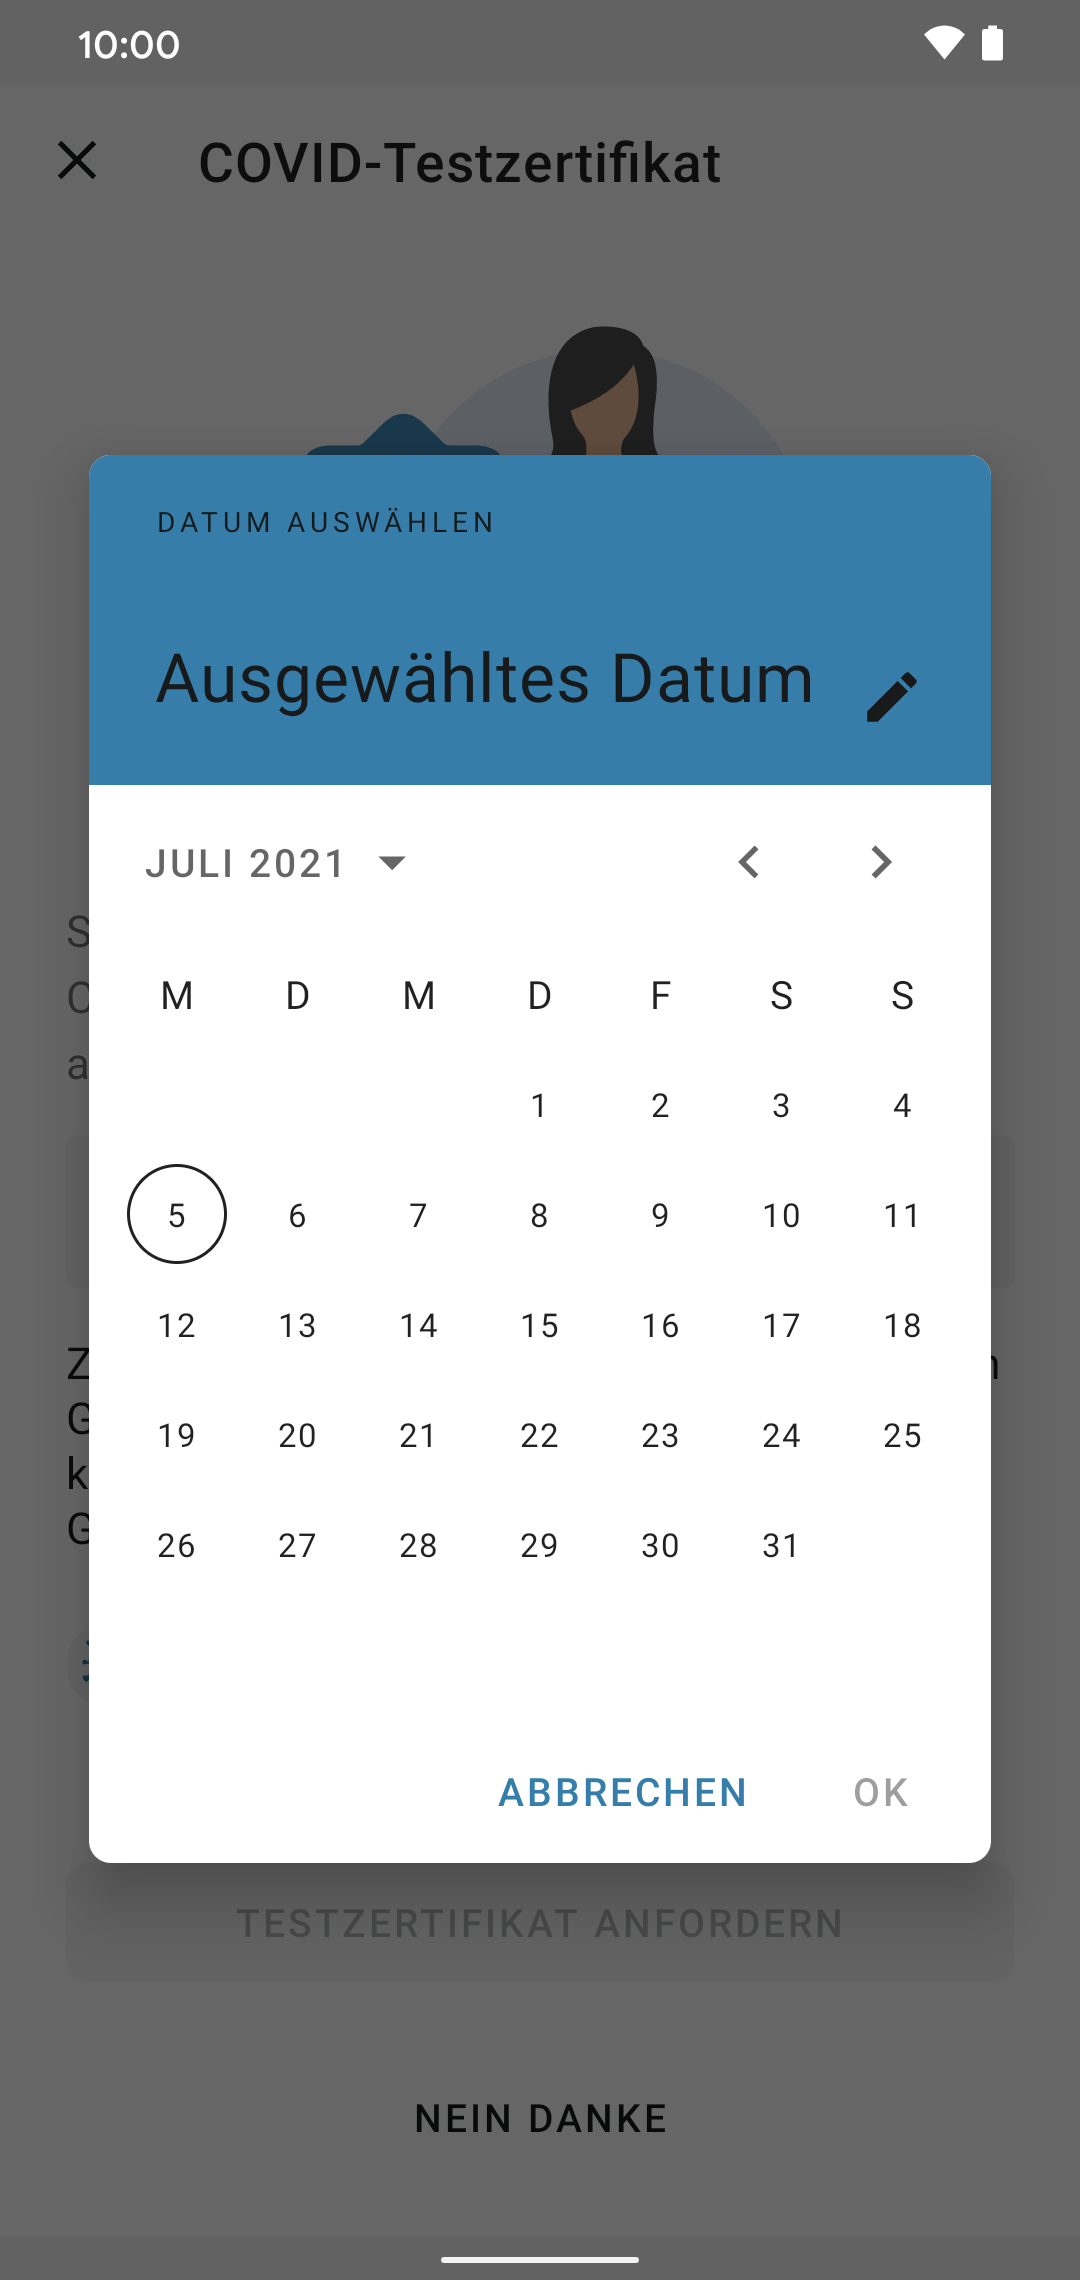 10:00
COVID-Testzertifikat
DATUM AUSWÄHLEN
Ausgewähltes Datum
JULI 2021
M D M D F S S
1 2 3 4
5 6 7 8 9 10 11
12 13 14 15 16 17 18
19 20 21 22 23 24 25
26 27 28 29 30 31
ABBRECHEN OK
TESTZERTIFIKAT ANFORDERN
NEIN DANKE